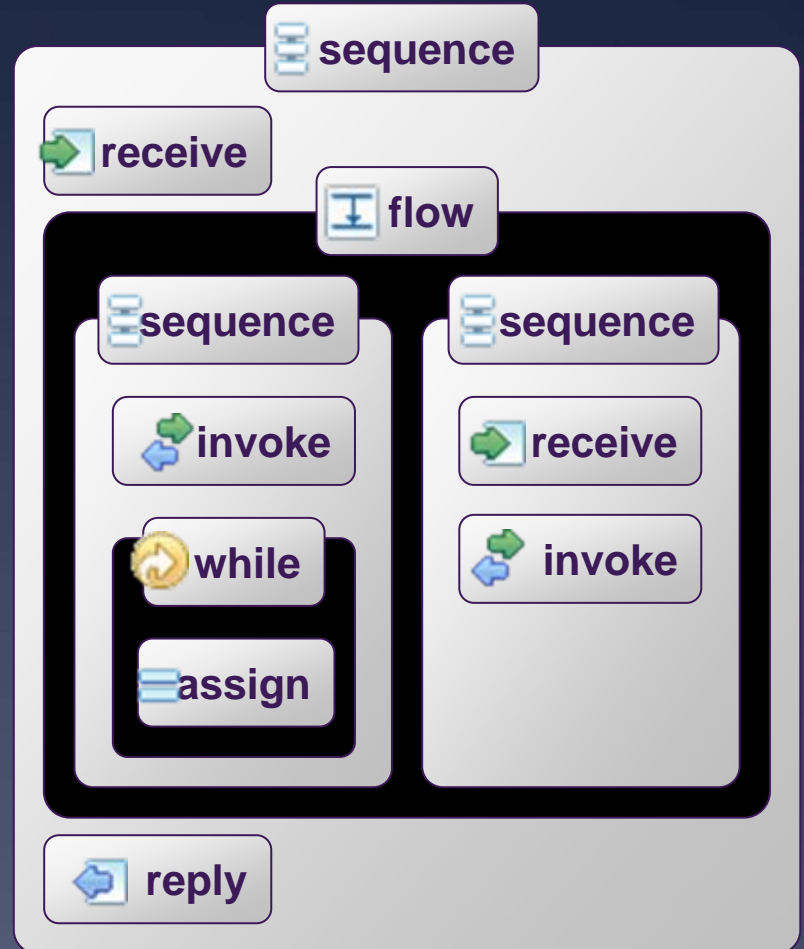 sequence
receive
flow
sequence
invoke
while
assign
sequence
receive
invoke
reply